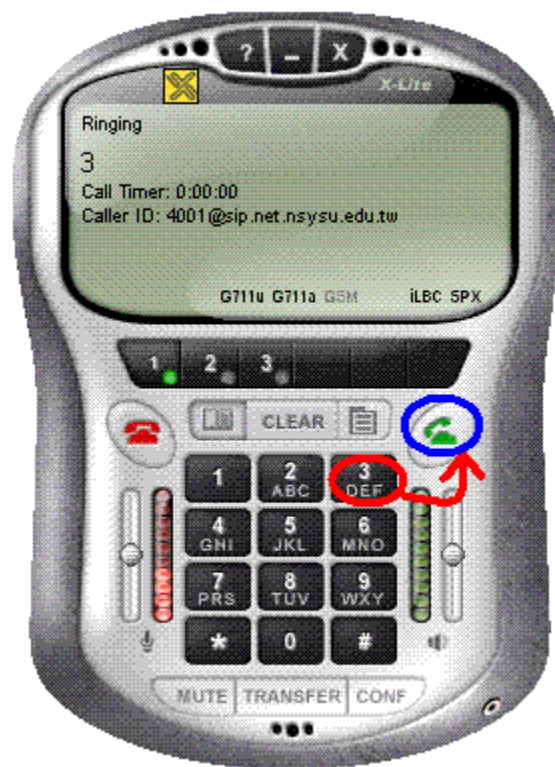 ? – X
X-Lite
Ringing
3
Call Timer: 0:00:00
Caller ID: 4001@sip.net.nsysu.edu.tw
G711u G711a GSM iLBC SPX
1 2 3
CLEAR
1 2 3
ABC DEF
4 5 6
GHI JKL MNO
7 8 9
PRS TUV WXY
* 0 #
MUTE TRANSFER CONF